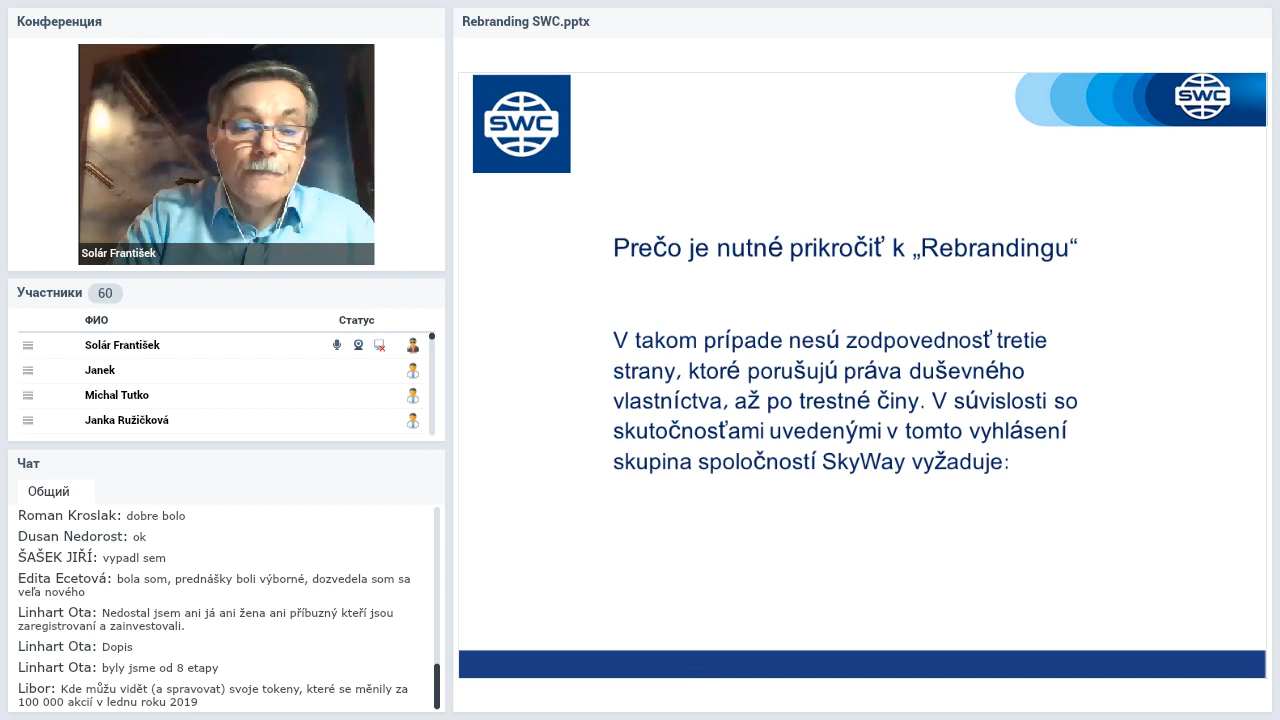 Конференция
Solár František
Участники 60
ФИО Статус
Solár František
Janek
Michal Tutko
Janka Ružičková
Чат
Общий
Roman Kroslak: dobre bolo
Dusan Nedorost: ok
ŠAŠEK JIŘÍ: vypadl sem
Edita Ecetová: bola som, prednášky boli výborné, dozvedela som sa
veľa nového
Linhart Ota: Nedostal jsem ani já ani žena ani příbuzný kteří jsou
zaregistrovaní a zainvestovali.
Linhart Ota: Dopis
Linhart Ota: byly jsme od 8 etapy
Libor: Kde můžu vidět (a spravovat) svoje tokeny, které se měnily za
100 000 akcií v lednu roku 2019
Rebranding SWC.pptx
SWC
SWC
Prečo je nutné prikročiť k „Rebrandingu“
V takom prípade nesú zodpovednosť tretie
strany, ktoré porušujú práva duševného
vlastníctva, až po trestné činy. V súvislosti so
skutočnosťami uvedenými v tomto vyhlásení
skupina spoločností SkyWay vyžaduje: